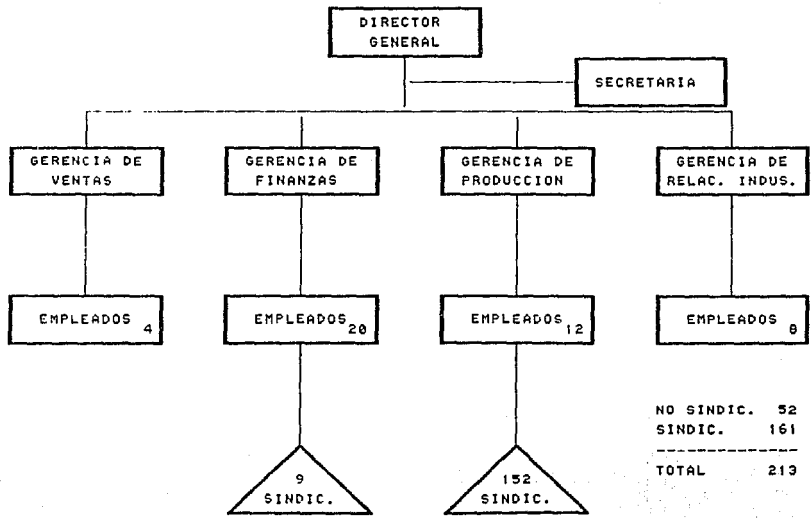 DIRECTOR
GENERAL
SECRETARIA
GERENCIA DE
VENTAS
GERENCIA DE
FINANZAS
GERENCIA DE
PRODUCCION
GERENCIA DE
RELAC. INDUS.
EMPLEADOS 4
EMPLEADOS 20
EMPLEADOS 12
EMPLEADOS 8
NO SINDIC. 52
SINDIC. 161
TOTAL 213
9
SINDIC.
152
SINDIC.